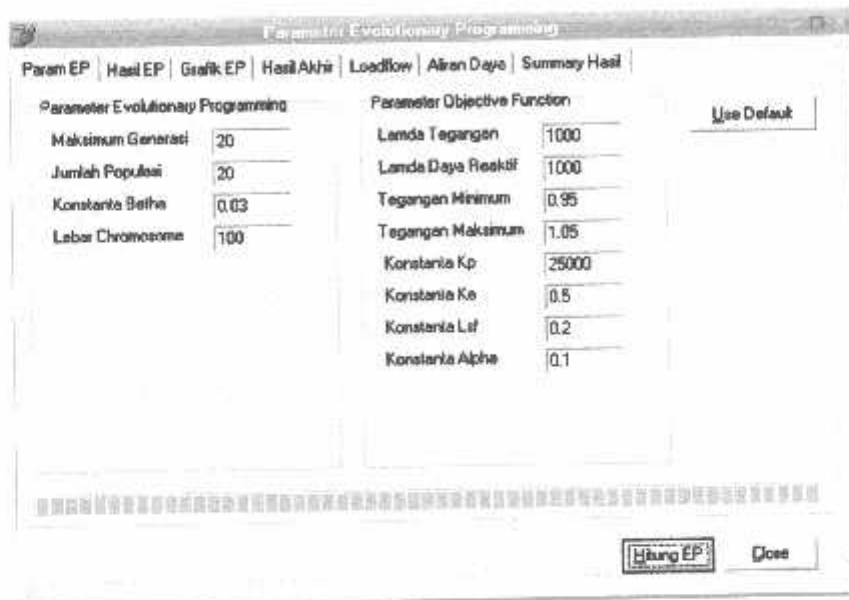 Parameter Evolutionary Programming
Param EP | Hasil EP | Grafik EP | Hasil Akhir | Loadflow | Aliran Daya | Summary Hasil
Parameter Evolutionary Programming
Maksimum Generasi 20
Jumlah Populasi 20
Konstanta Betha 0.03
Lebar Chromosome 100
Parameter Objective Function
Lamda Tegangan 1000
Lamda Daya Reaktif 1000
Tegangan Minimum 0.95
Tegangan Maksimum 1.05
Konstanta Kp 25000
Konstanta Ke 0.5
Konstanta Lsf 0.2
Konstanta Alpha 0.1
Use Default
Hitung EP
Close